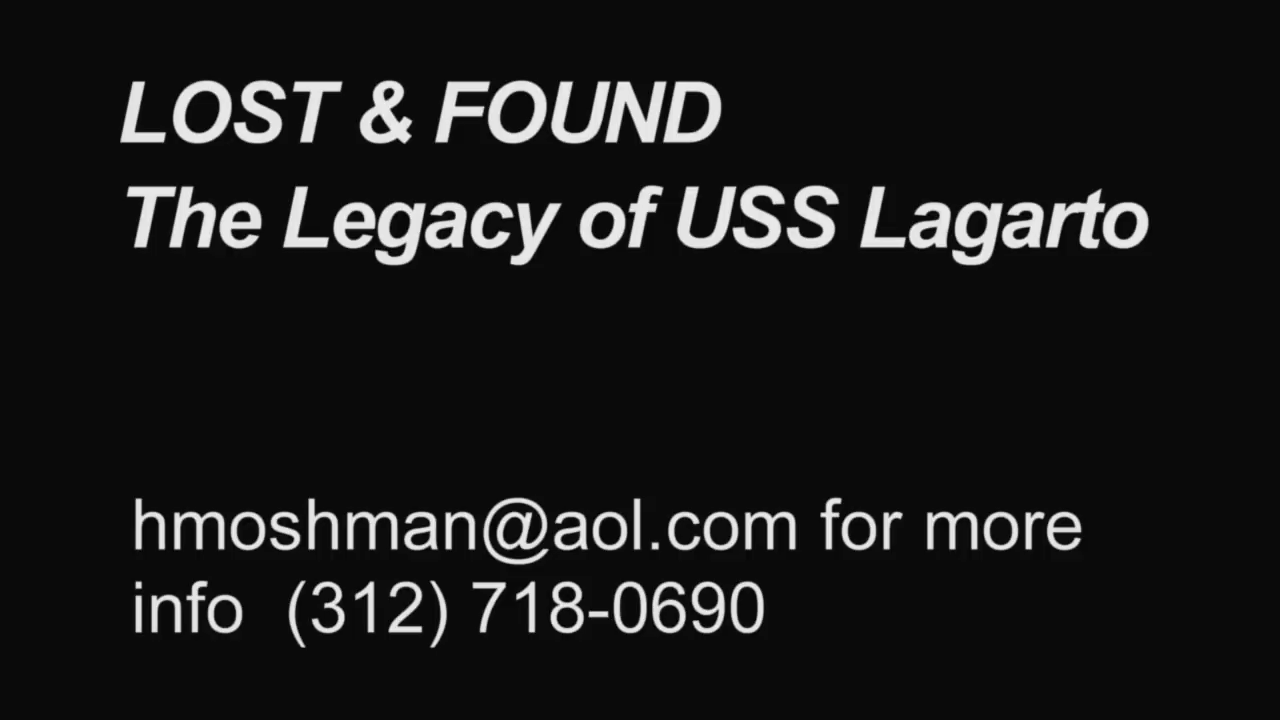 LOST & FOUND
The Legacy of USS Lagarto
hmoshman@aol.com for more
info  (312) 718-0690